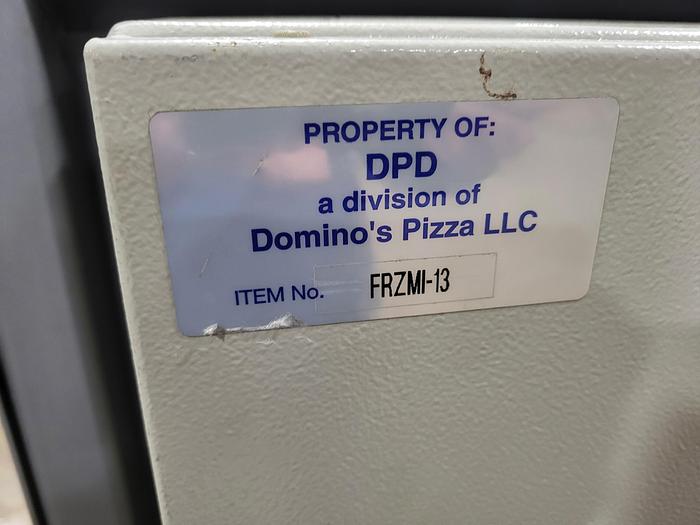 PROPERTY OF:
DPD
a division of
Domino's Pizza LLC
ITEM No. FRZMI-13